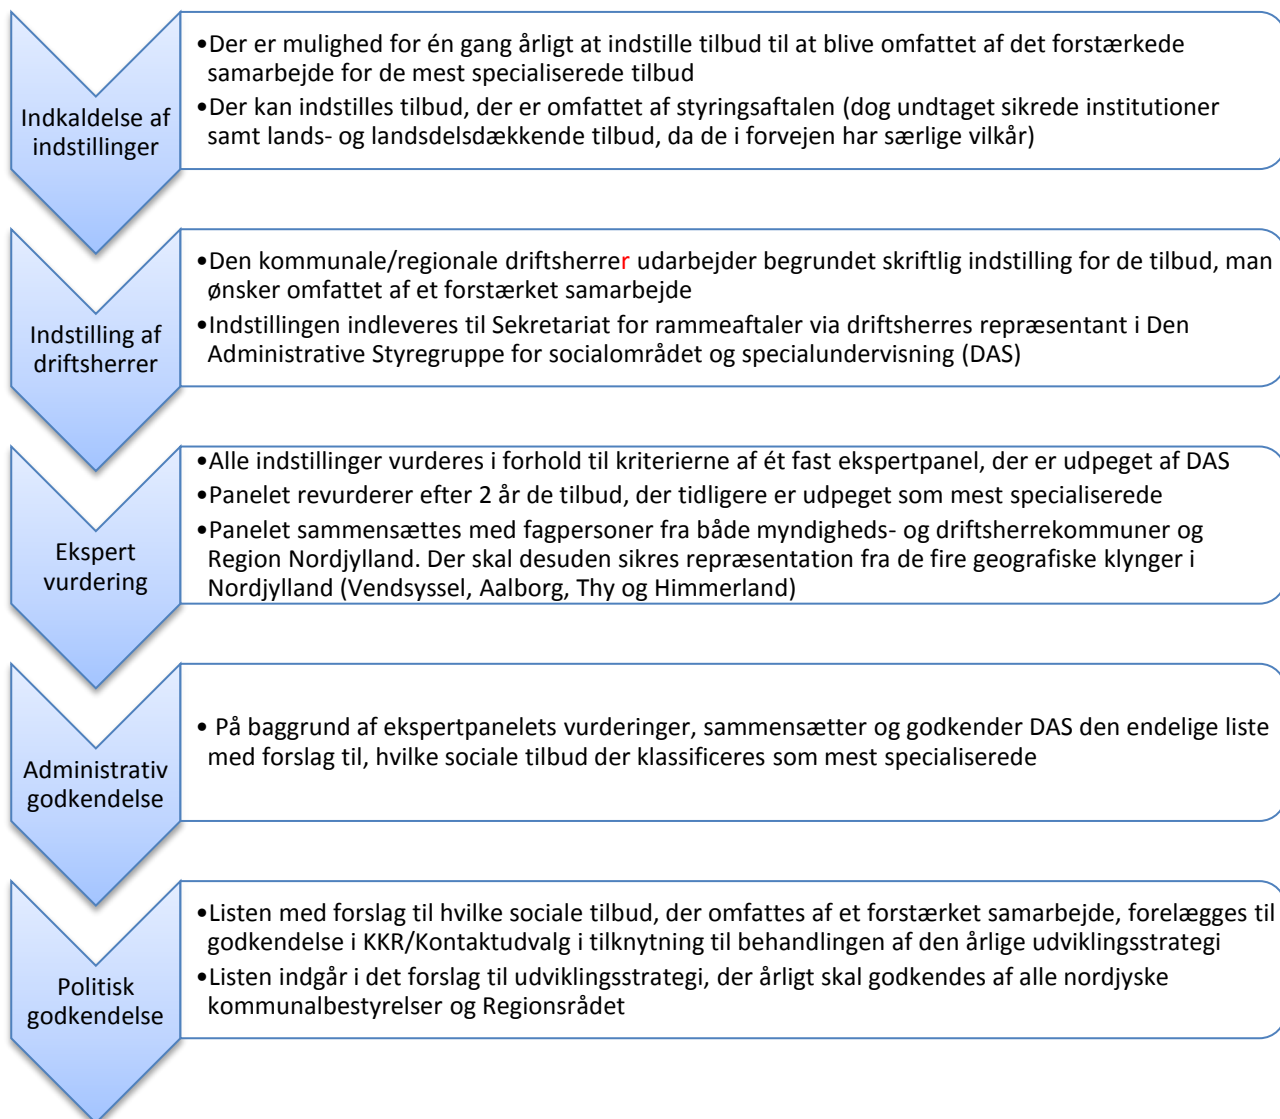 Indkaldelse af
indstillinger
•Der er mulighed for én gang årligt at indstille tilbud til at blive omfattet af det forstærkede
samarbejde for de mest specialiserede tilbud
•Der kan indstilles tilbud, der er omfattet af styringsaftalen (dog undtaget sikrede institutioner
samt lands- og landsdelsdækkende tilbud, da de i forvejen har særlige vilkår)
Indstilling af
driftsherrer
•Den kommunale/regionale driftsherrer udarbejder begrundet skriftlig indstilling for de tilbud, man
ønsker omfattet af et forstærket samarbejde
•Indstillingen indleveres til Sekretariat for rammeaftaler via driftsherres repræsentant i Den
Administrative Styregruppe for socialområdet og specialundervisning (DAS)
Ekspert
vurdering
•Alle indstillinger vurderes i forhold til kriterierne af ét fast ekspertpanel, der er udpeget af DAS
•Panelet revurderer efter 2 år de tilbud, der tidligere er udpeget som mest specialiserede
•Panelet sammensættes med fagpersoner fra både myndigheds- og driftsherrekommuner og
Region Nordjylland. Der skal desuden sikres repræsentation fra de fire geografiske klynger i
Nordjylland (Vendsyssel, Aalborg, Thy og Himmerland)
Administrativ
godkendelse
• På baggrund af ekspertpanelets vurderinger, sammensætter og godkender DAS den endelige liste
med forslag til, hvilke sociale tilbud der klassificeres som mest specialiserede
Politisk
godkendelse
•Listen med forslag til hvilke sociale tilbud, der omfattes af et forstærket samarbejde, forelægges til
godkendelse i KKR/Kontaktudvalg i tilknytning til behandlingen af den årlige udviklingsstrategi
•Listen indgår i det forslag til udviklingsstrategi, der årligt skal godkendes af alle nordjyske
kommunalbestyrelser og Regionsrådet